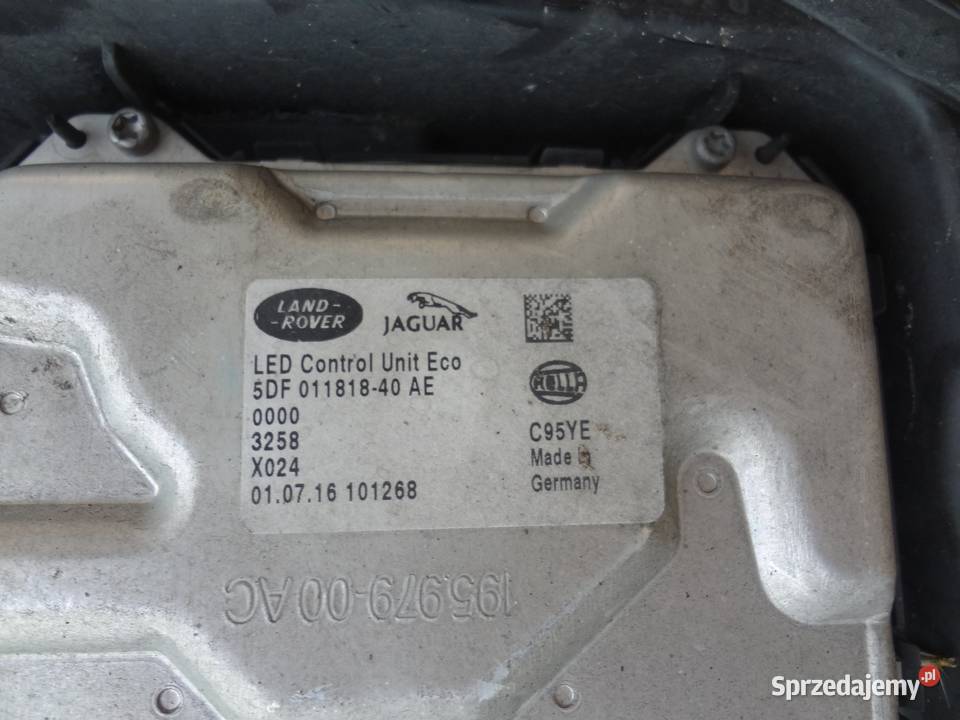 LAND-
-ROVER
JAGUAR
LED Control Unit Eco
5DF 011818-40 AE
HELLA
0000
3258
X024
01.07.16 101268
C95YE
Made in
Germany
195.979-00 AC
Sprzedajemy.pl